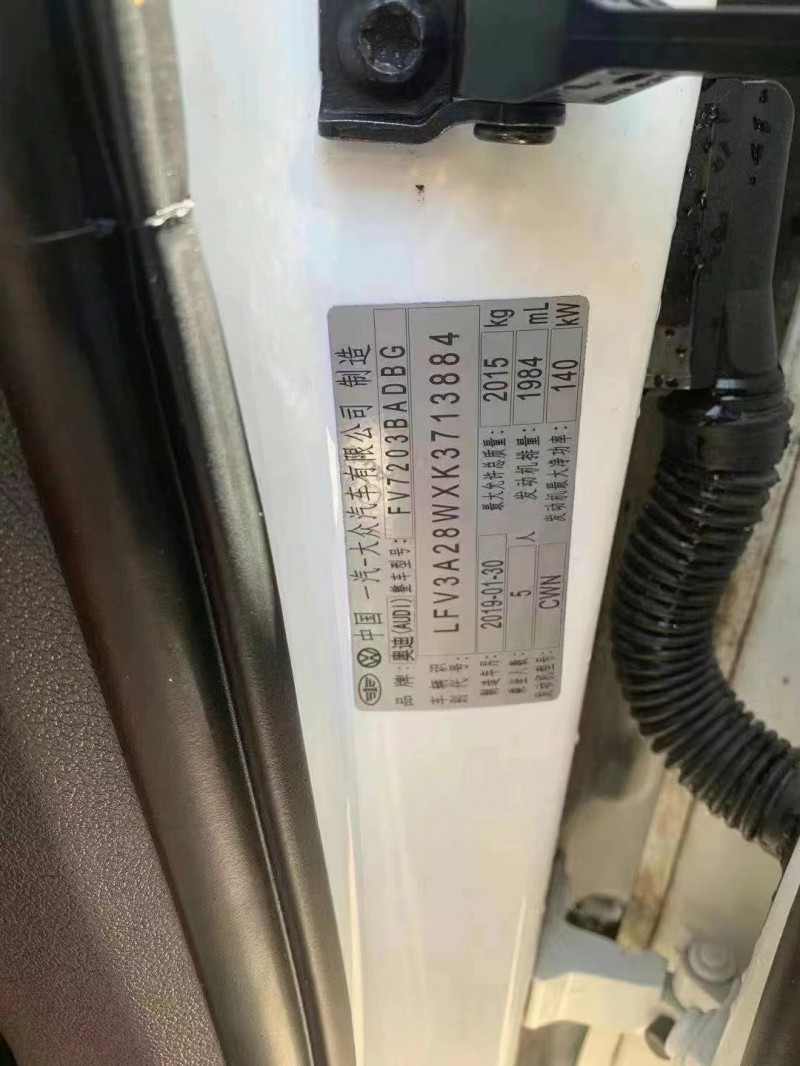 中国 一汽-大众汽车有限公司 制造
品牌: 奥迪(AUDI) 整车型号: FV7203BADBG
车辆识别代号: LFV3A28WXK3713884
制造年月: 2019-01-30 最大允许总质量: 2015 kg
乘坐人数: 5 人 发动机排量: 1984 mL
发动机型号: CWN 发动机最大净功率: 140 kW